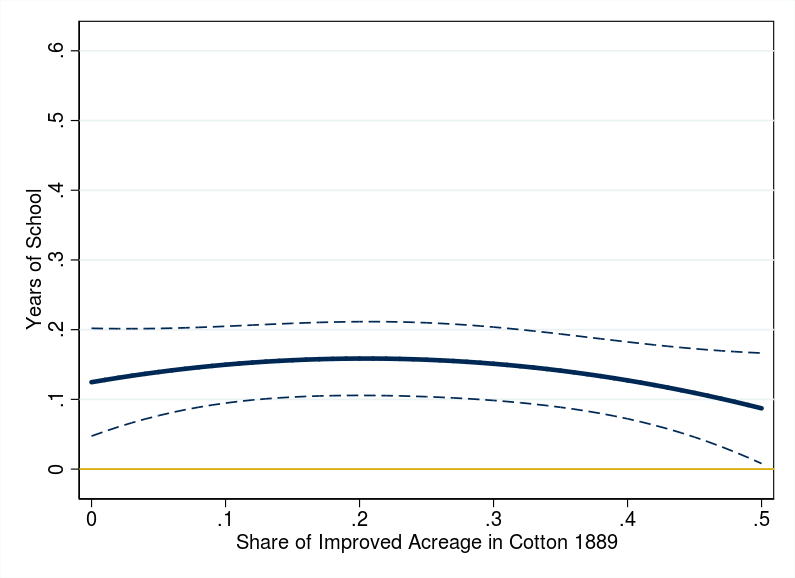 .6
.5
.4
.3
.2
.1
0
Years of School
0 .1 .2 .3 .4 .5
Share of Improved Acreage in Cotton 1889